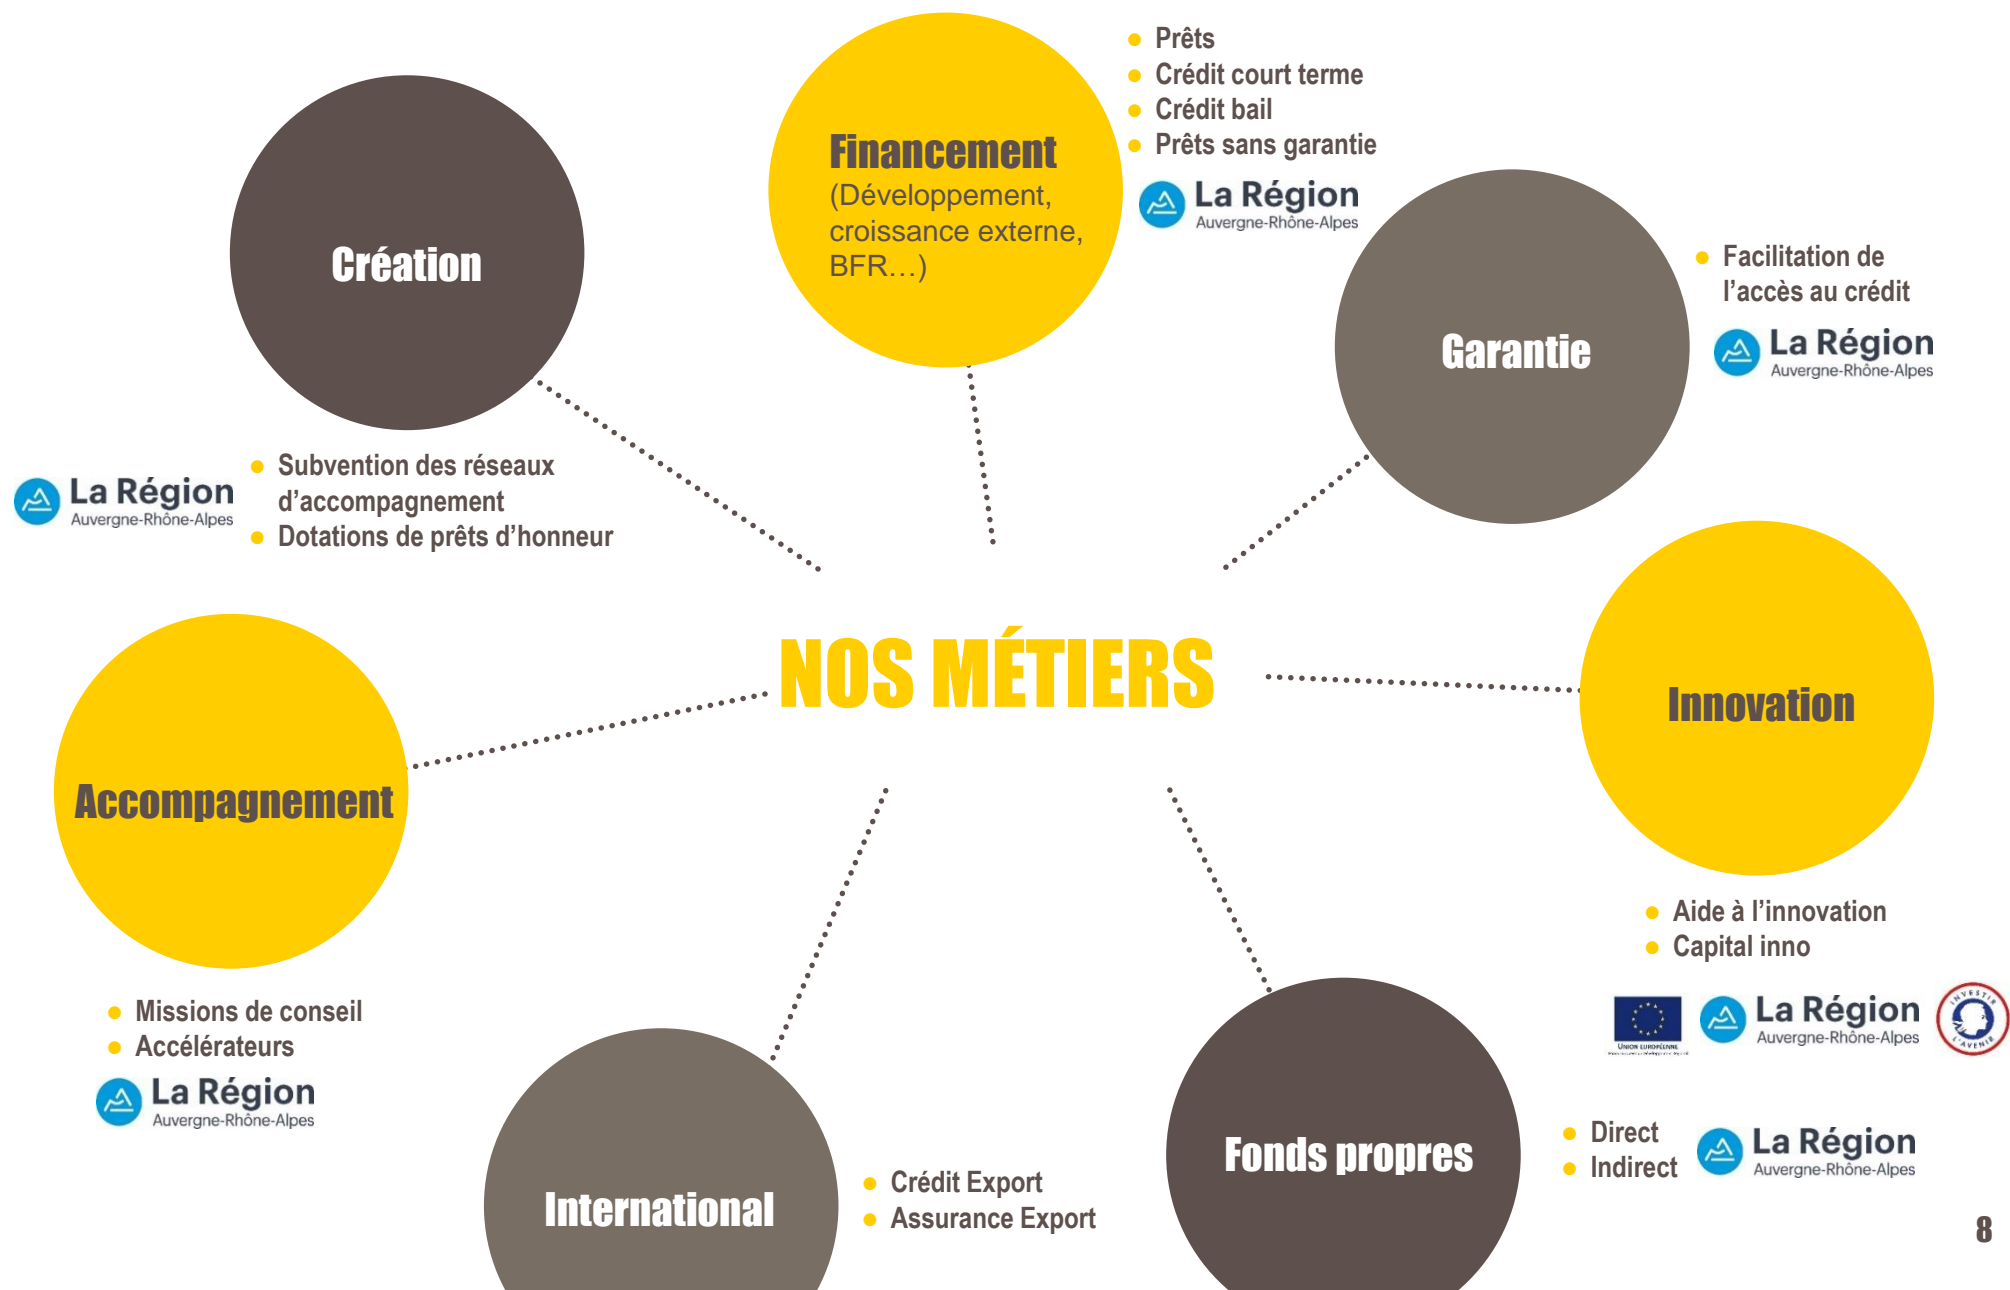 Création
Subvention des réseaux
d’accompagnement
Dotations de prêts d’honneur
La Région
Auvergne-Rhône-Alpes
Financement
(Développement,
croissance externe,
BFR…)
Prêts
Crédit court terme
Crédit bail
Prêts sans garantie
La Région
Auvergne-Rhône-Alpes
Garantie
Facilitation de
l’accès au crédit
La Région
Auvergne-Rhône-Alpes
NOS MÉTIERS
Innovation
Aide à l’innovation
Capital inno
UNION EUROPÉENNE
La Région
Auvergne-Rhône-Alpes
INVESTIR
L'AVENIR
Accompagnement
Missions de conseil
Accélérateurs
La Région
Auvergne-Rhône-Alpes
International
Crédit Export
Assurance Export
Fonds propres
Direct
Indirect
La Région
Auvergne-Rhône-Alpes
8